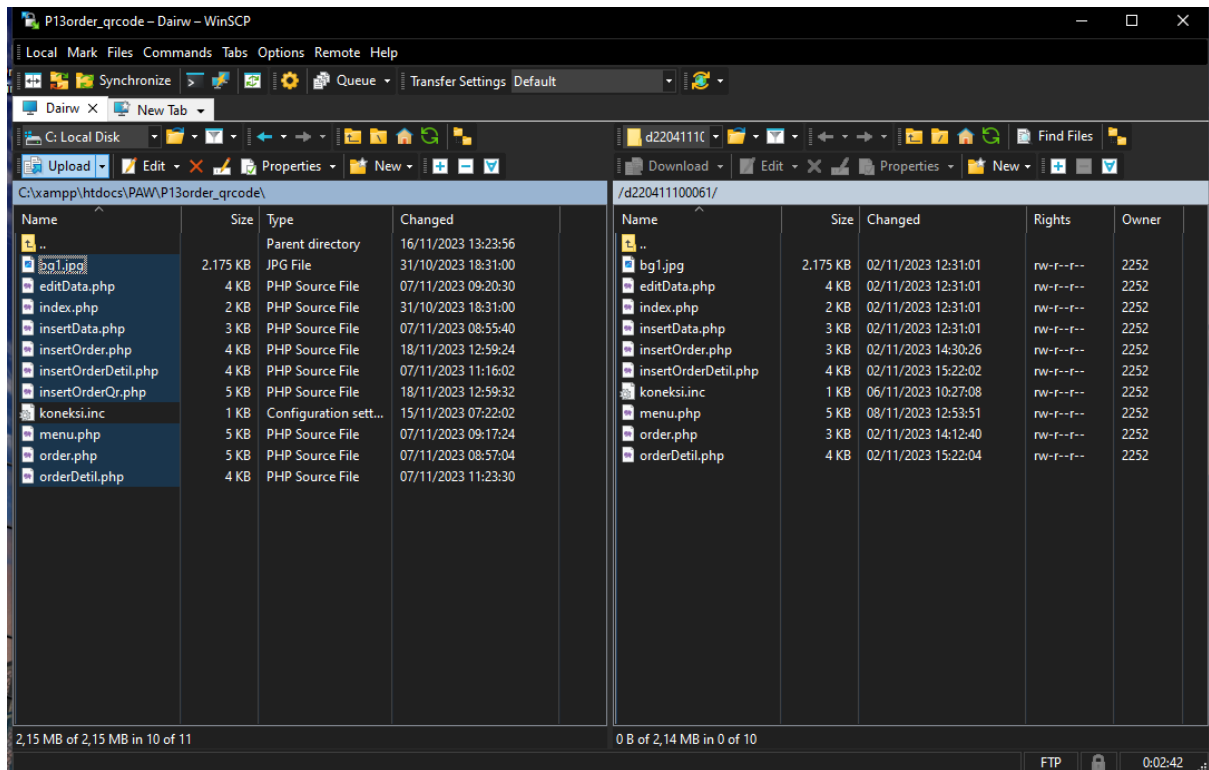 P13order_qrcode – Dairw – WinSCP
Local Mark Files Commands Tabs Options Remote Help
Synchronize Queue Transfer Settings Default
Dairw New Tab
C: Local Disk
Upload Edit Properties New
C:\xampp\htdocs\PAW\P13order_qrcode\
Name Size Type Changed
.. Parent directory 16/11/2023 13:23:56
bg1.jpg 2.175 KB JPG File 31/10/2023 18:31:00
editData.php 4 KB PHP Source File 07/11/2023 09:20:30
index.php 2 KB PHP Source File 31/10/2023 18:31:00
insertData.php 3 KB PHP Source File 07/11/2023 08:55:40
insertOrder.php 4 KB PHP Source File 18/11/2023 12:59:24
insertOrderDetil.php 4 KB PHP Source File 07/11/2023 11:16:02
insertOrderQr.php 5 KB PHP Source File 18/11/2023 12:59:32
koneksi.inc 1 KB Configuration sett... 15/11/2023 07:22:02
menu.php 5 KB PHP Source File 07/11/2023 09:17:24
order.php 5 KB PHP Source File 07/11/2023 08:57:04
orderDetil.php 4 KB PHP Source File 07/11/2023 11:23:30
2,15 MB of 2,15 MB in 10 of 11
Find Files
Download Edit Properties New
/d220411100061/
Name Size Changed Rights Owner
..
bg1.jpg 2.175 KB 02/11/2023 12:31:01 rw-r--r-- 2252
editData.php 4 KB 02/11/2023 12:31:01 rw-r--r-- 2252
index.php 2 KB 02/11/2023 12:31:01 rw-r--r-- 2252
insertData.php 3 KB 02/11/2023 12:31:01 rw-r--r-- 2252
insertOrder.php 3 KB 02/11/2023 14:30:26 rw-r--r-- 2252
insertOrderDetil.php 4 KB 02/11/2023 15:22:02 rw-r--r-- 2252
koneksi.inc 1 KB 06/11/2023 10:27:08 rw-r--r-- 2252
menu.php 5 KB 08/11/2023 12:53:51 rw-r--r-- 2252
order.php 3 KB 02/11/2023 14:12:40 rw-r--r-- 2252
orderDetil.php 4 KB 02/11/2023 15:22:04 rw-r--r-- 2252
0 B of 2,14 MB in 0 of 10
FTP 0:02:42